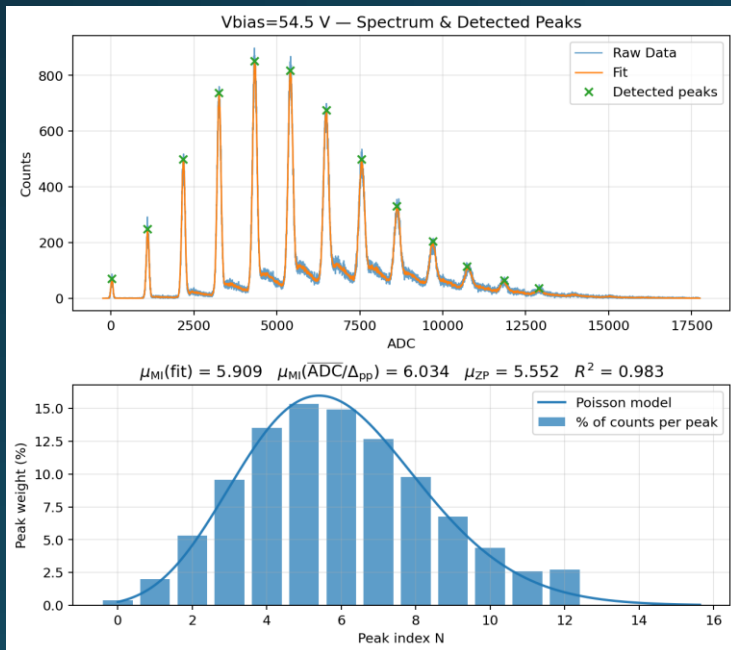 Vbias=54.5 V — Spectrum & Detected Peaks
Raw Data
Fit
Detected peaks
Counts
800
600
400
200
0
0 2500 5000 7500 10000 12500 15000 17500
ADC
μMI(fit) = 5.909 μMI(ADC/Δpp) = 6.034 μZP = 5.552 R² = 0.983
Poisson model
% of counts per peak
Peak weight (%)
15.0
12.5
10.0
7.5
5.0
2.5
0.0
0 2 4 6 8 10 12 14 16
Peak index N